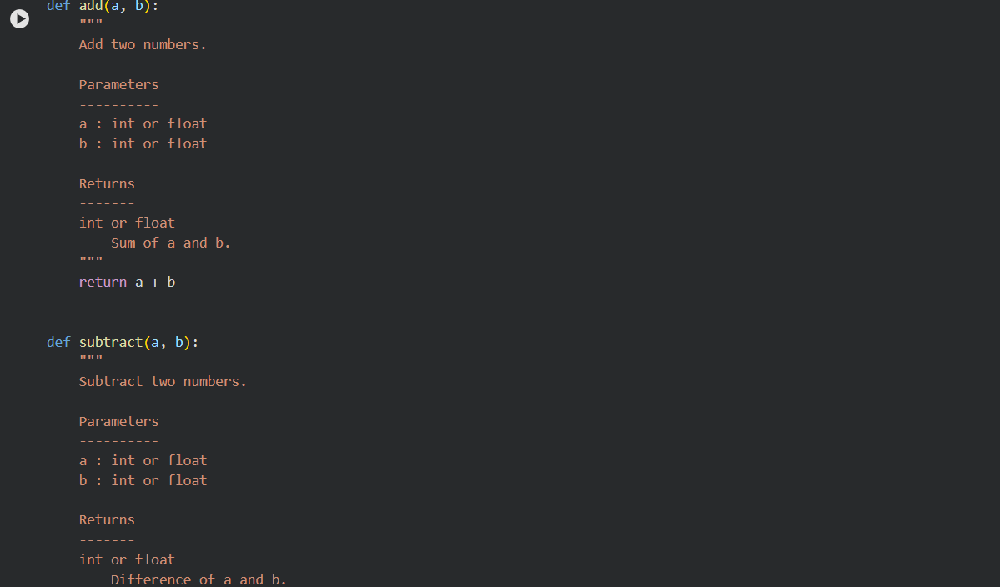 def add(a, b):
    """
    Add two numbers.

    Parameters
    ----------
    a : int or float
    b : int or float

    Returns
    -------
    int or float
        Sum of a and b.
    """
    return a + b


def subtract(a, b):
    """
    Subtract two numbers.

    Parameters
    ----------
    a : int or float
    b : int or float

    Returns
    -------
    int or float
        Difference of a and b.